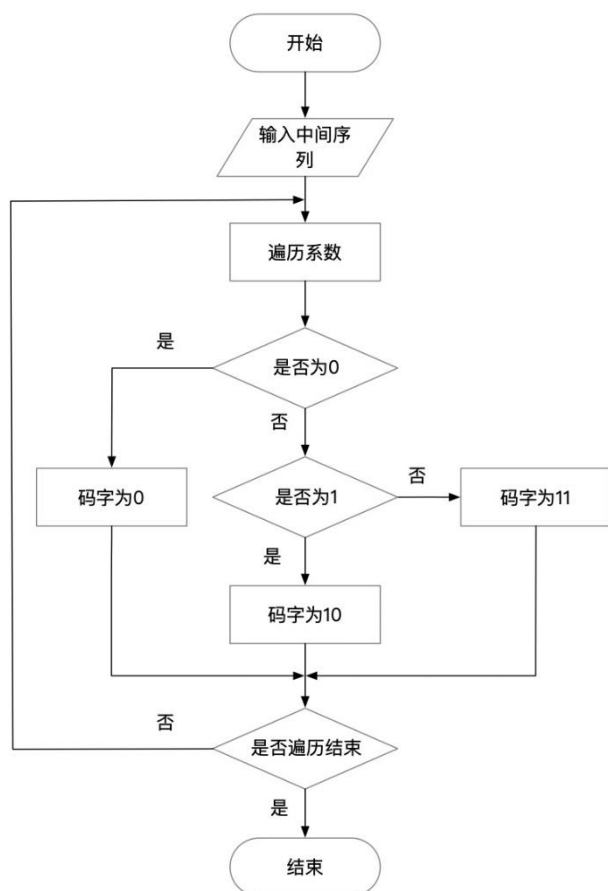 开始
输入中间序
列
遍历系数
是
是否为0
否
码字为0
是否为1
否
码字为11
是
码字为10
否
是否遍历结束
是
结束